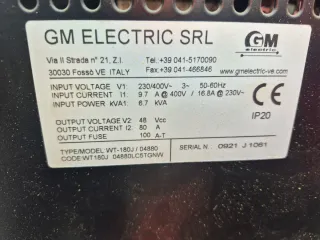 GM ELECTRIC SRL
GM
electric
Via II Strada n° 21, Z.I.
30030 Fossò VE ITALY
Tel.+39 041-5170090
Fax.+39 041-466846
www.gmelectric-ve.com
INPUT VOLTAGE V1: 230/400V~ 3~ 50-60Hz
INPUT CURRENT I1: 9.7 A@400V / 16.8A@230V~
INPUT POWER kVA1: 6.7 kVA
OUTPUT VOLTAGE V2 48 Vcc
OUTPUT CURRENT I2 80 A
OUTPUT FUSE 100 A-T
CE
IP20
TYPE/MODEL WT-180J / 04880
CODE:WT180J 04880LCSTGNW
SERIAL N. 0921 J 1061